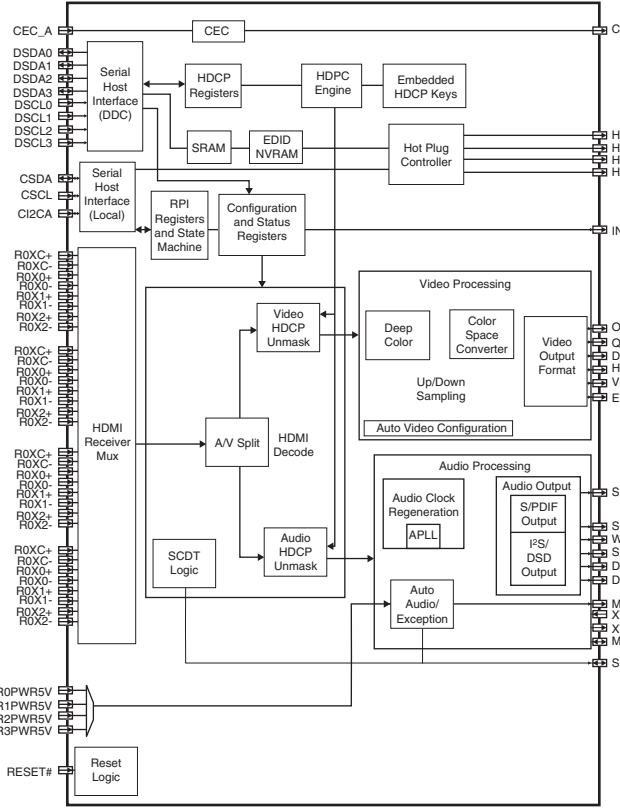 CEC_A
CEC
C
DSDA0
DSDA1
DSDA2
DSDA3
DSCL0
DSCL1
DSCL2
DSCL3
Serial
Host
Interface
(DDC)
HDCP
Registers
HDPC
Engine
Embedded
HDCP Keys
SRAM
EDID
NVRAM
Hot Plug
Controller
H
H
H
H
CSDA
CSCL
CI2CA
Serial
Host
Interface
(Local)
RPI
Registers
and State
Machine
Configuration
and Status
Registers
IN
R0XC+
R0XC-
R0X0+
R0X0-
R0X1+
R0X1-
R0X2+
R0X2-
R0XC+
R0XC-
R0X0+
R0X0-
R0X1+
R0X1-
R0X2+
R0X2-
R0XC+
R0XC-
R0X0+
R0X0-
R0X1+
R0X1-
R0X2+
R0X2-
R0XC+
R0XC-
R0X0+
R0X0-
R0X1+
R0X1-
R0X2+
R0X2-
HDMI
Receiver
Mux
Video
HDCP
Unmask
A/V Split
HDMI
Decode
SCDT
Logic
Audio
HDCP
Unmask
Video Processing
Deep
Color
Color
Space
Converter
Video
Output
Format
Up/Down
Sampling
Auto Video Configuration
O
Q
D
H
V
E
Audio Processing
Audio Clock
Regeneration
APLL
Audio Output
S/PDIF
Output
I²S/
DSD
Output
Auto
Audio/
Exception
S
S
W
S
D
D
M
X
X
M
S
R0PWR5V
R1PWR5V
R2PWR5V
R3PWR5V
RESET#
Reset
Logic